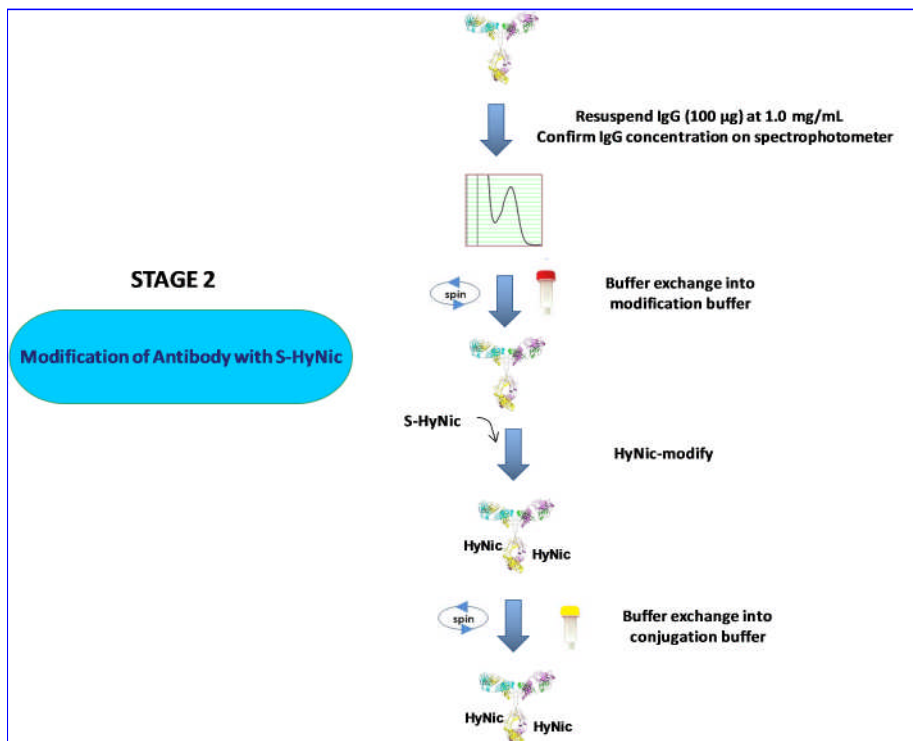 Resuspend IgG (100 µg) at 1.0 mg/mL
Confirm IgG concentration on spectrophotometer
STAGE 2
spin
Buffer exchange into
modification buffer
Modification of Antibody with S-HyNic
S-HyNic
HyNic-modify
HyNic
HyNic
spin
Buffer exchange into
conjugation buffer
HyNic
HyNic